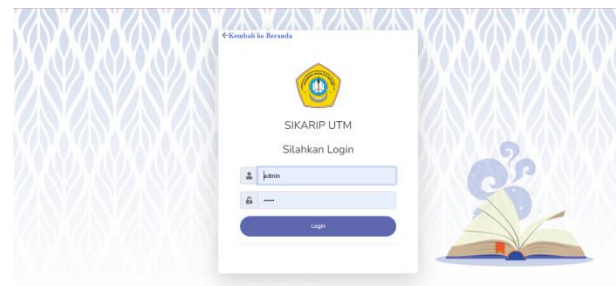 ←Kembali ke Beranda
SIKARIP UTM
Silahkan Login
admin
•••••
Login